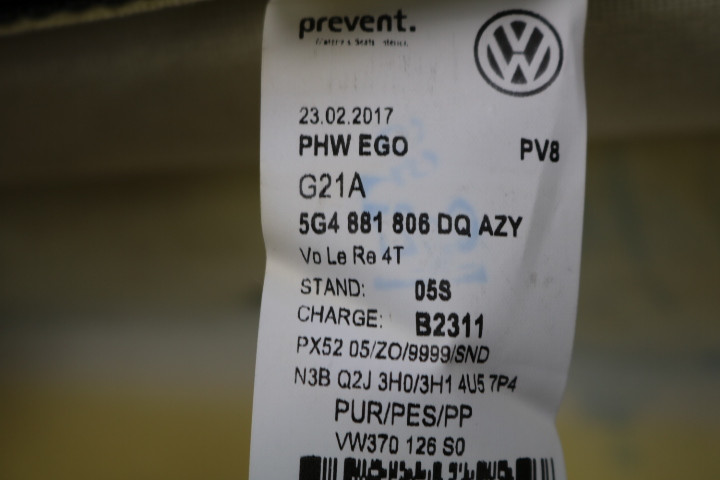 prevent.
23.02.2017
PHW EGO PV8
G21A
5G4 881 806 DQ AZY
Vo Le Re 4T
STAND: 05S
CHARGE: B2311
PX52 05/ZO/9999/SND
N3B Q2J 3H0/3H1 4U5 7P4
PUR/PES/PP
VW370 126 S0